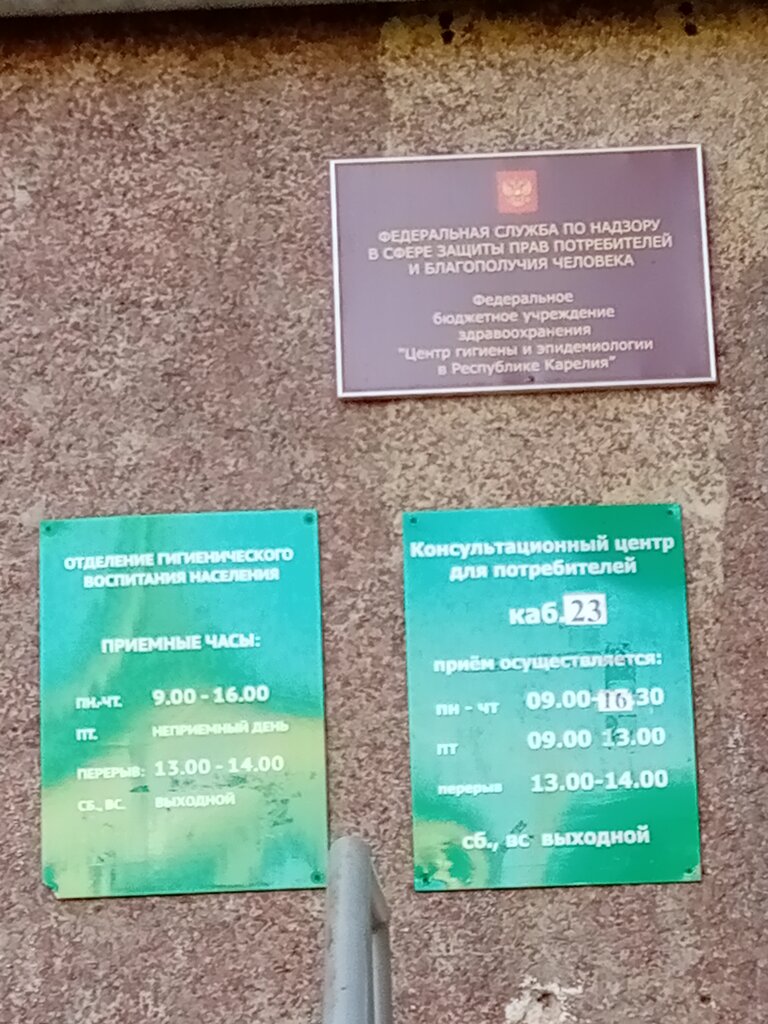 ФЕДЕРАЛЬНАЯ СЛУЖБА ПО НАДЗОРУ
В СФЕРЕ ЗАЩИТЫ ПРАВ ПОТРЕБИТЕЛЕЙ
И БЛАГОПОЛУЧИЯ ЧЕЛОВЕКА
Федеральное
бюджетное учреждение
здравоохранения
"Центр гигиены и эпидемиологии
в Республике Карелия"
ОТДЕЛЕНИЕ ГИГИЕНИЧЕСКОГО
ВОСПИТАНИЯ НАСЕЛЕНИЯ
ПРИЕМНЫЕ ЧАСЫ:
ПН.-ЧТ. 9.00 - 16.00
ПТ. НЕПРИЕМНЫЙ ДЕНЬ
ПЕРЕРЫВ: 13.00 - 14.00
СБ., ВС. ВЫХОДНОЙ
Консультационный центр
для потребителей
каб. 23
приём осуществляется:
пн - чт 09.00-16.30
пт 09.00 13.00
перерыв 13.00-14.00
сб., вс выходной